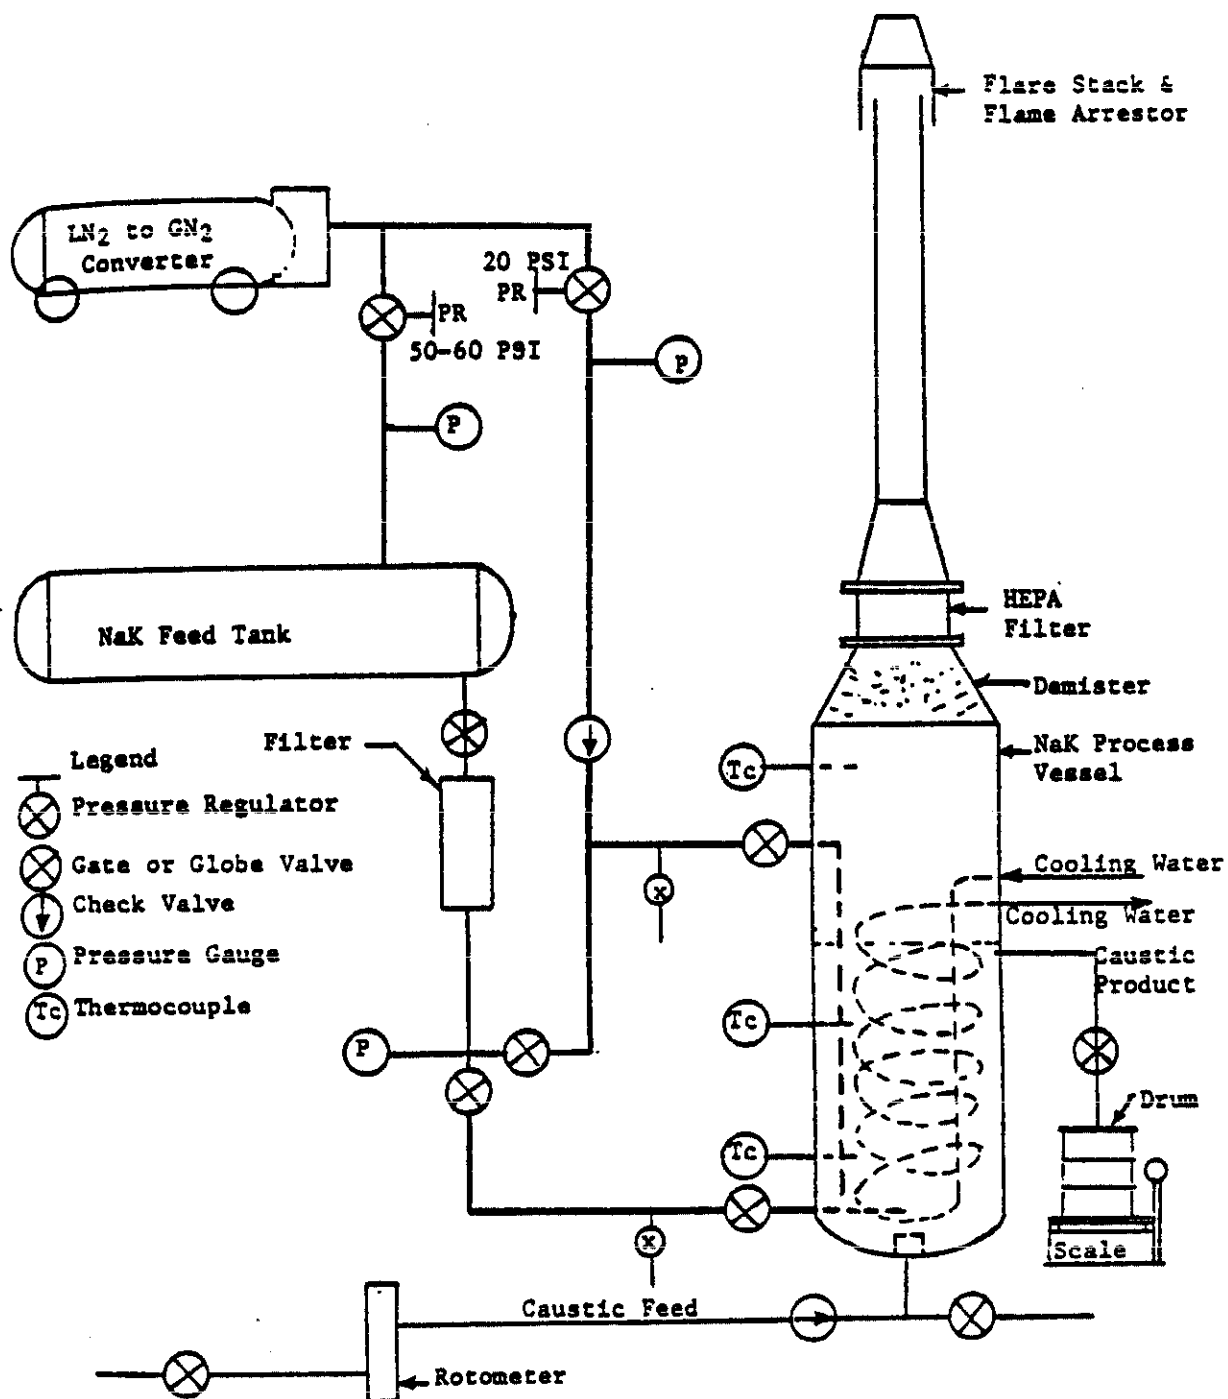 Flare Stack &
Flame Arrestor
LN2 to GN2
Converter
20 PSI
PR
PR
50-60 PSI
P
P
HEPA
Filter
NaK Feed Tank
Demister
Filter
NaK Process
Vessel
Tc
Legend
Pressure Regulator
Gate or Globe Valve
Check Valve
P Pressure Gauge
Tc Thermocouple
x
Cooling Water
Cooling Water
Caustic
Product
Tc
P
Drum
Tc
x
Scale
Caustic Feed
Rotometer